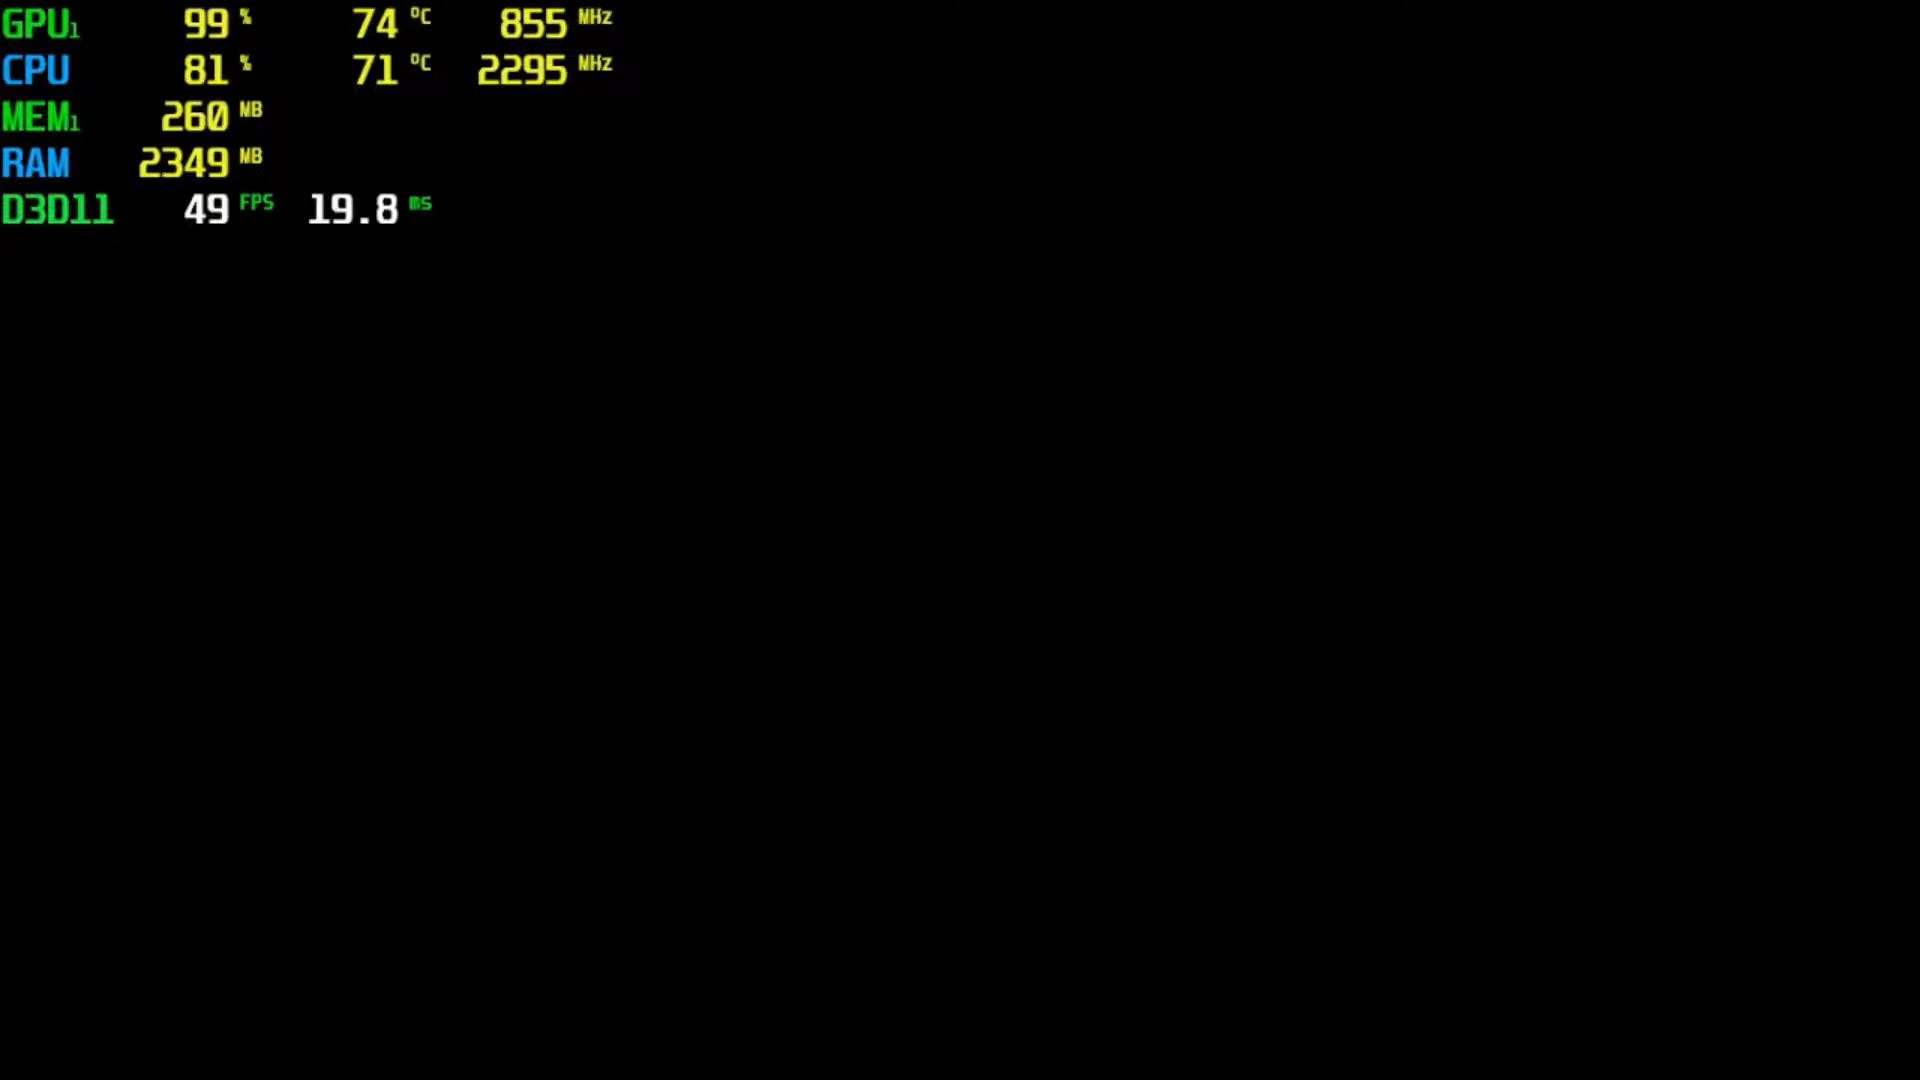 GPU1 99 % 74 °C 855 MHz
CPU 81 % 71 °C 2295 MHz
MEM1 260 MB
RAM 2349 MB
D3D11 49 FPS 19.8 ms